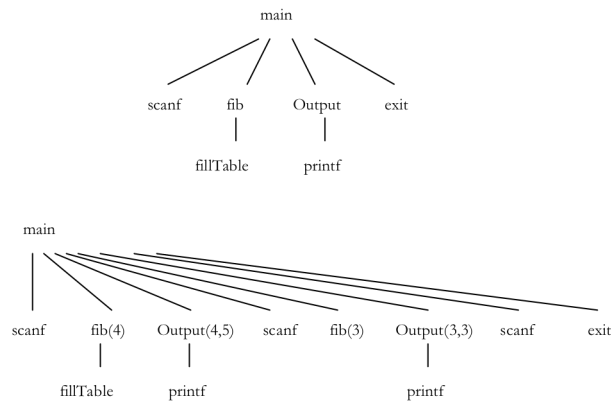 main
scanf fib Output exit
fillTable printf
main
scanf fib(4) Output(4,5) scanf fib(3) Output(3,3) scanf exit
fillTable printf printf